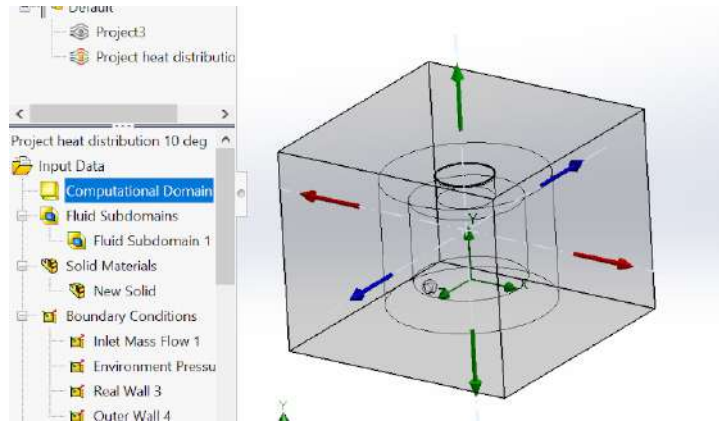 Default
Project3
Project heat distributio
Project heat distribution 10 deg
Input Data
Computational Domain
Fluid Subdomains
Fluid Subdomain 1
Solid Materials
New Solid
Boundary Conditions
Inlet Mass Flow 1
Environment Pressu
Real Wall 3
Outer Wall 4
Y
X
Z
Y